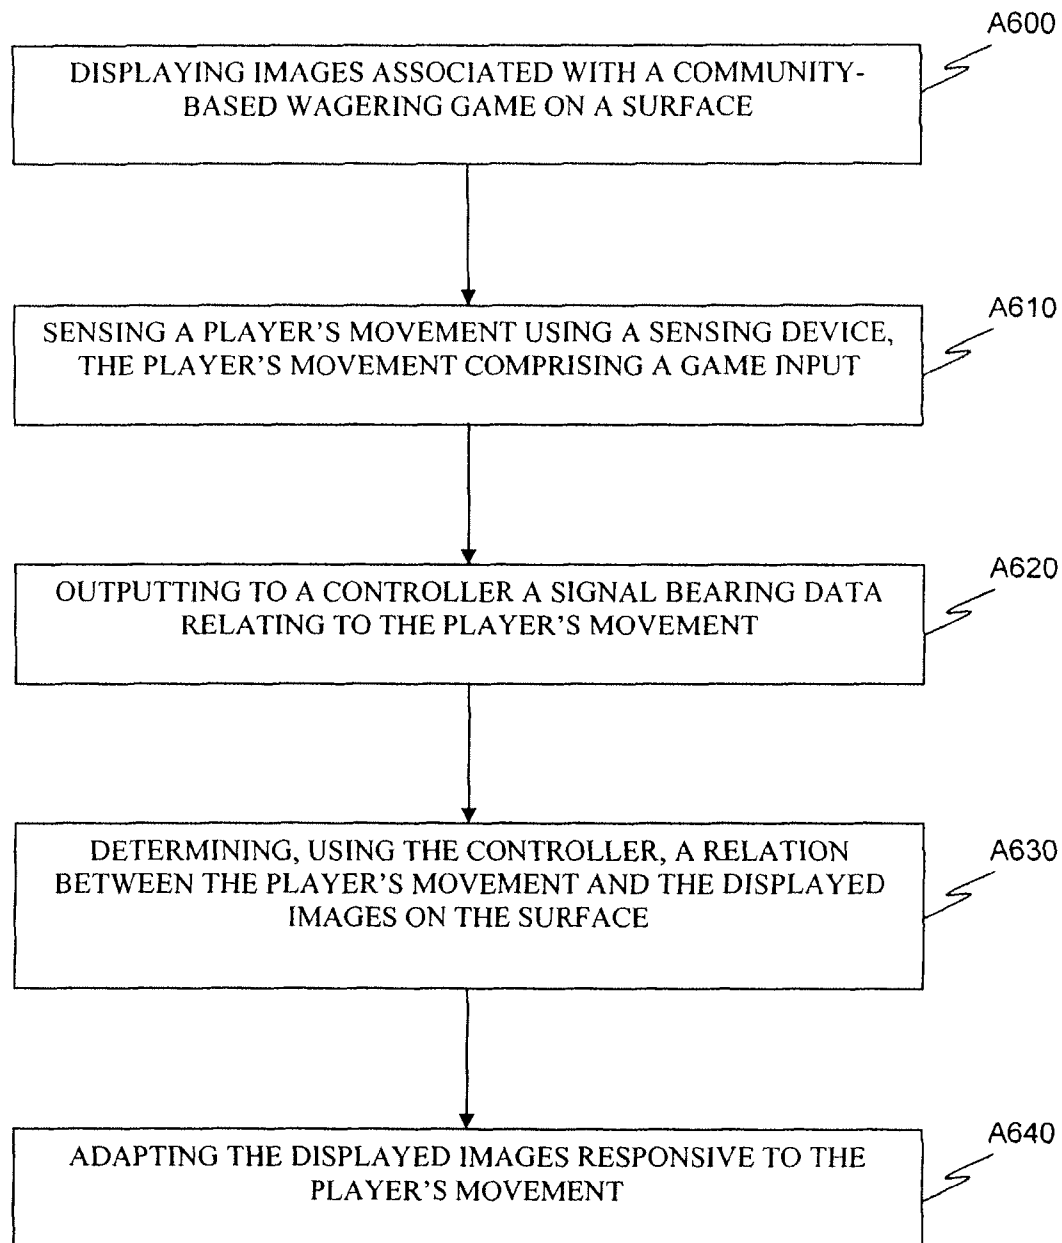 A600
DISPLAYING IMAGES ASSOCIATED WITH A COMMUNITY-
BASED WAGERING GAME ON A SURFACE
A610
SENSING A PLAYER'S MOVEMENT USING A SENSING DEVICE,
THE PLAYER'S MOVEMENT COMPRISING A GAME INPUT
A620
OUTPUTTING TO A CONTROLLER A SIGNAL BEARING DATA
RELATING TO THE PLAYER'S MOVEMENT
A630
DETERMINING, USING THE CONTROLLER, A RELATION
BETWEEN THE PLAYER'S MOVEMENT AND THE DISPLAYED
IMAGES ON THE SURFACE
A640
ADAPTING THE DISPLAYED IMAGES RESPONSIVE TO THE
PLAYER'S MOVEMENT